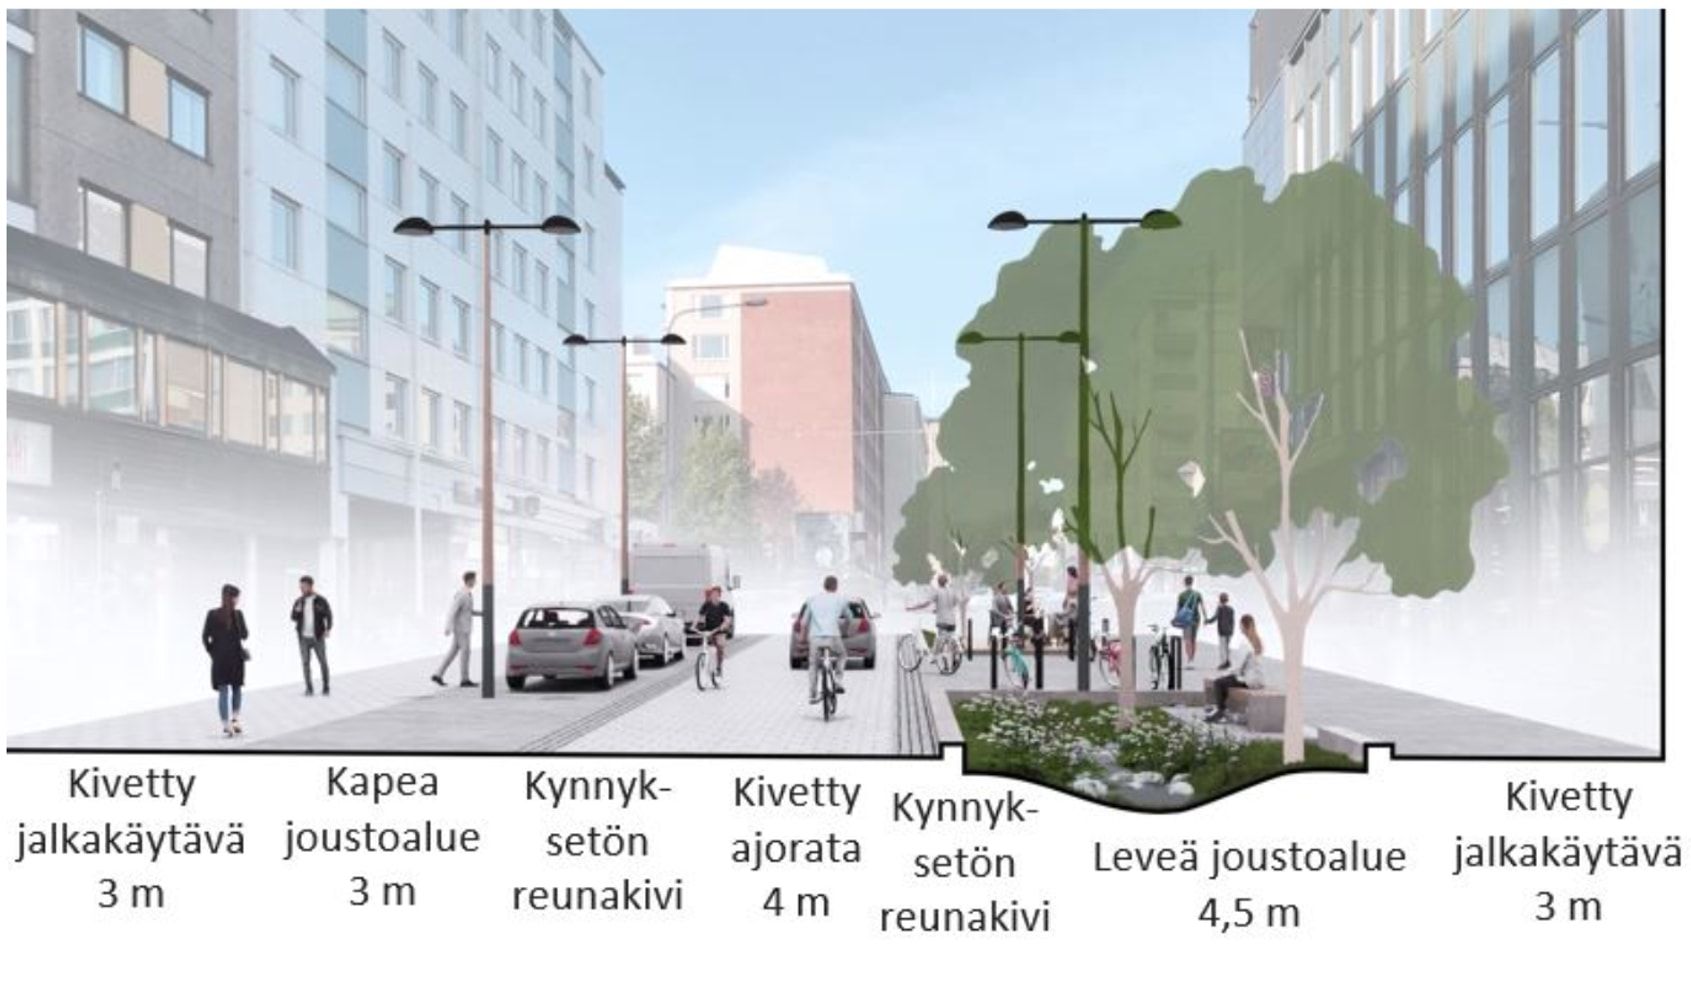 Kivetty
jalkakäytävä
3 m
Kapea
joustoalue
3 m
Kynnyk-
setön
reunakivi
Kivetty
ajorata
4 m
Kynnyk-
setön
reunakivi
Leveä joustoalue
4,5 m
Kivetty
jalkakäytävä
3 m